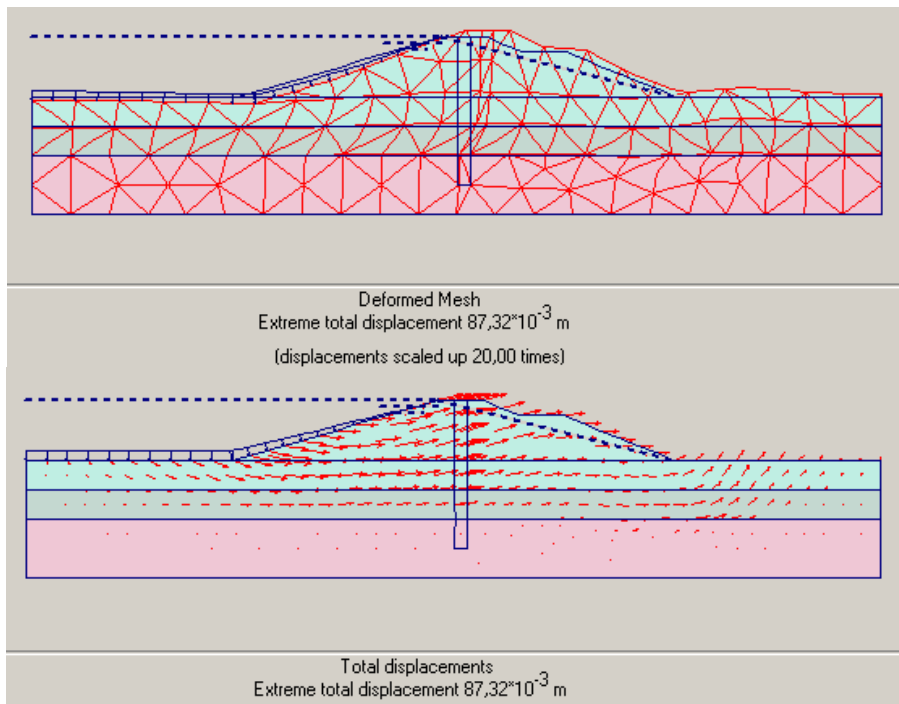 Deformed Mesh
Extreme total displacement 87,32*10-3 m
(displacements scaled up 20,00 times)
Total displacements
Extreme total displacement 87,32*10-3 m